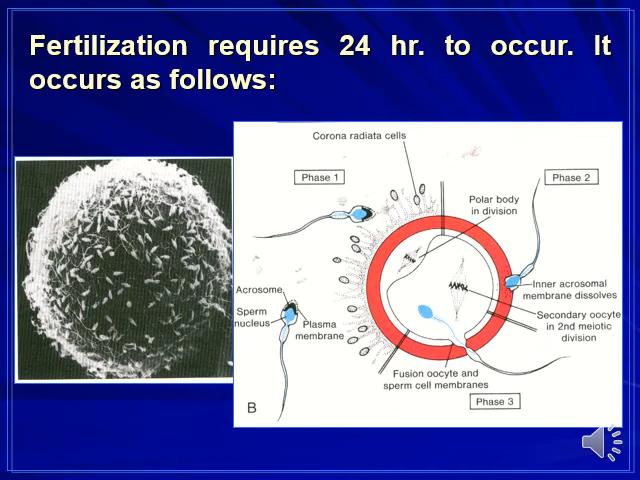 Fertilization requires 24 hr. to occur. It
occurs as follows:
Corona radiata cells
Phase 1
Phase 2
Polar body
in division
Acrosome
Sperm
nucleus
Plasma
membrane
Inner acrosomal
membrane dissolves
Secondary oocyte
in 2nd meiotic
division
Fusion oocyte and
sperm cell membranes
Phase 3
B